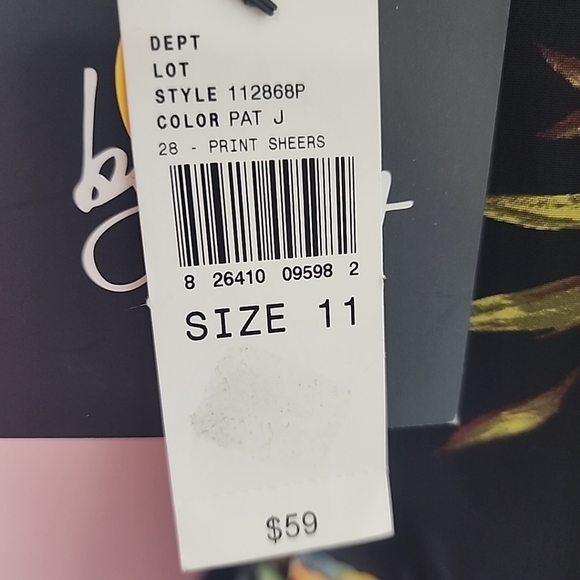 DEPT
LOT
STYLE 112868P
COLOR PAT J
28 - PRINT SHEERS
8 26410 09598 2
SIZE 11
$59